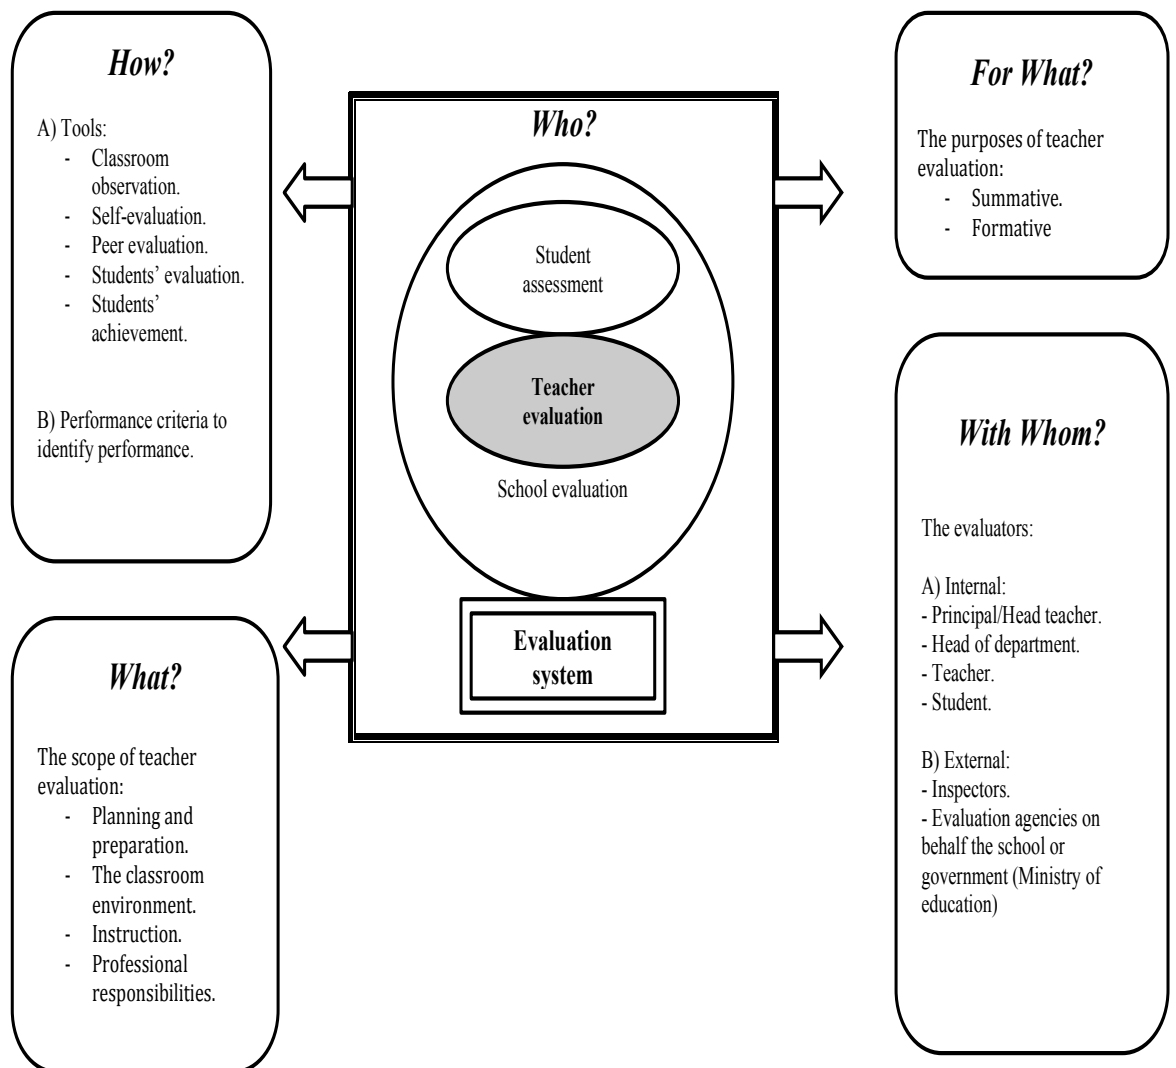 How?
A) Tools:
- Classroom
observation.
- Self-evaluation.
- Peer evaluation.
- Students’ evaluation.
- Students’
achievement.
B) Performance criteria to
identify performance.
What?
The scope of teacher
evaluation:
- Planning and
preparation.
- The classroom
environment.
- Instruction.
- Professional
responsibilities.
Who?
Student
assessment
Teacher
evaluation
School evaluation
Evaluation
system
For What?
The purposes of teacher
evaluation:
- Summative.
- Formative
With Whom?
The evaluators:
A) Internal:
- Principal/Head teacher.
- Head of department.
- Teacher.
- Student.
B) External:
- Inspectors.
- Evaluation agencies on
behalf the school or
government (Ministry of
education)